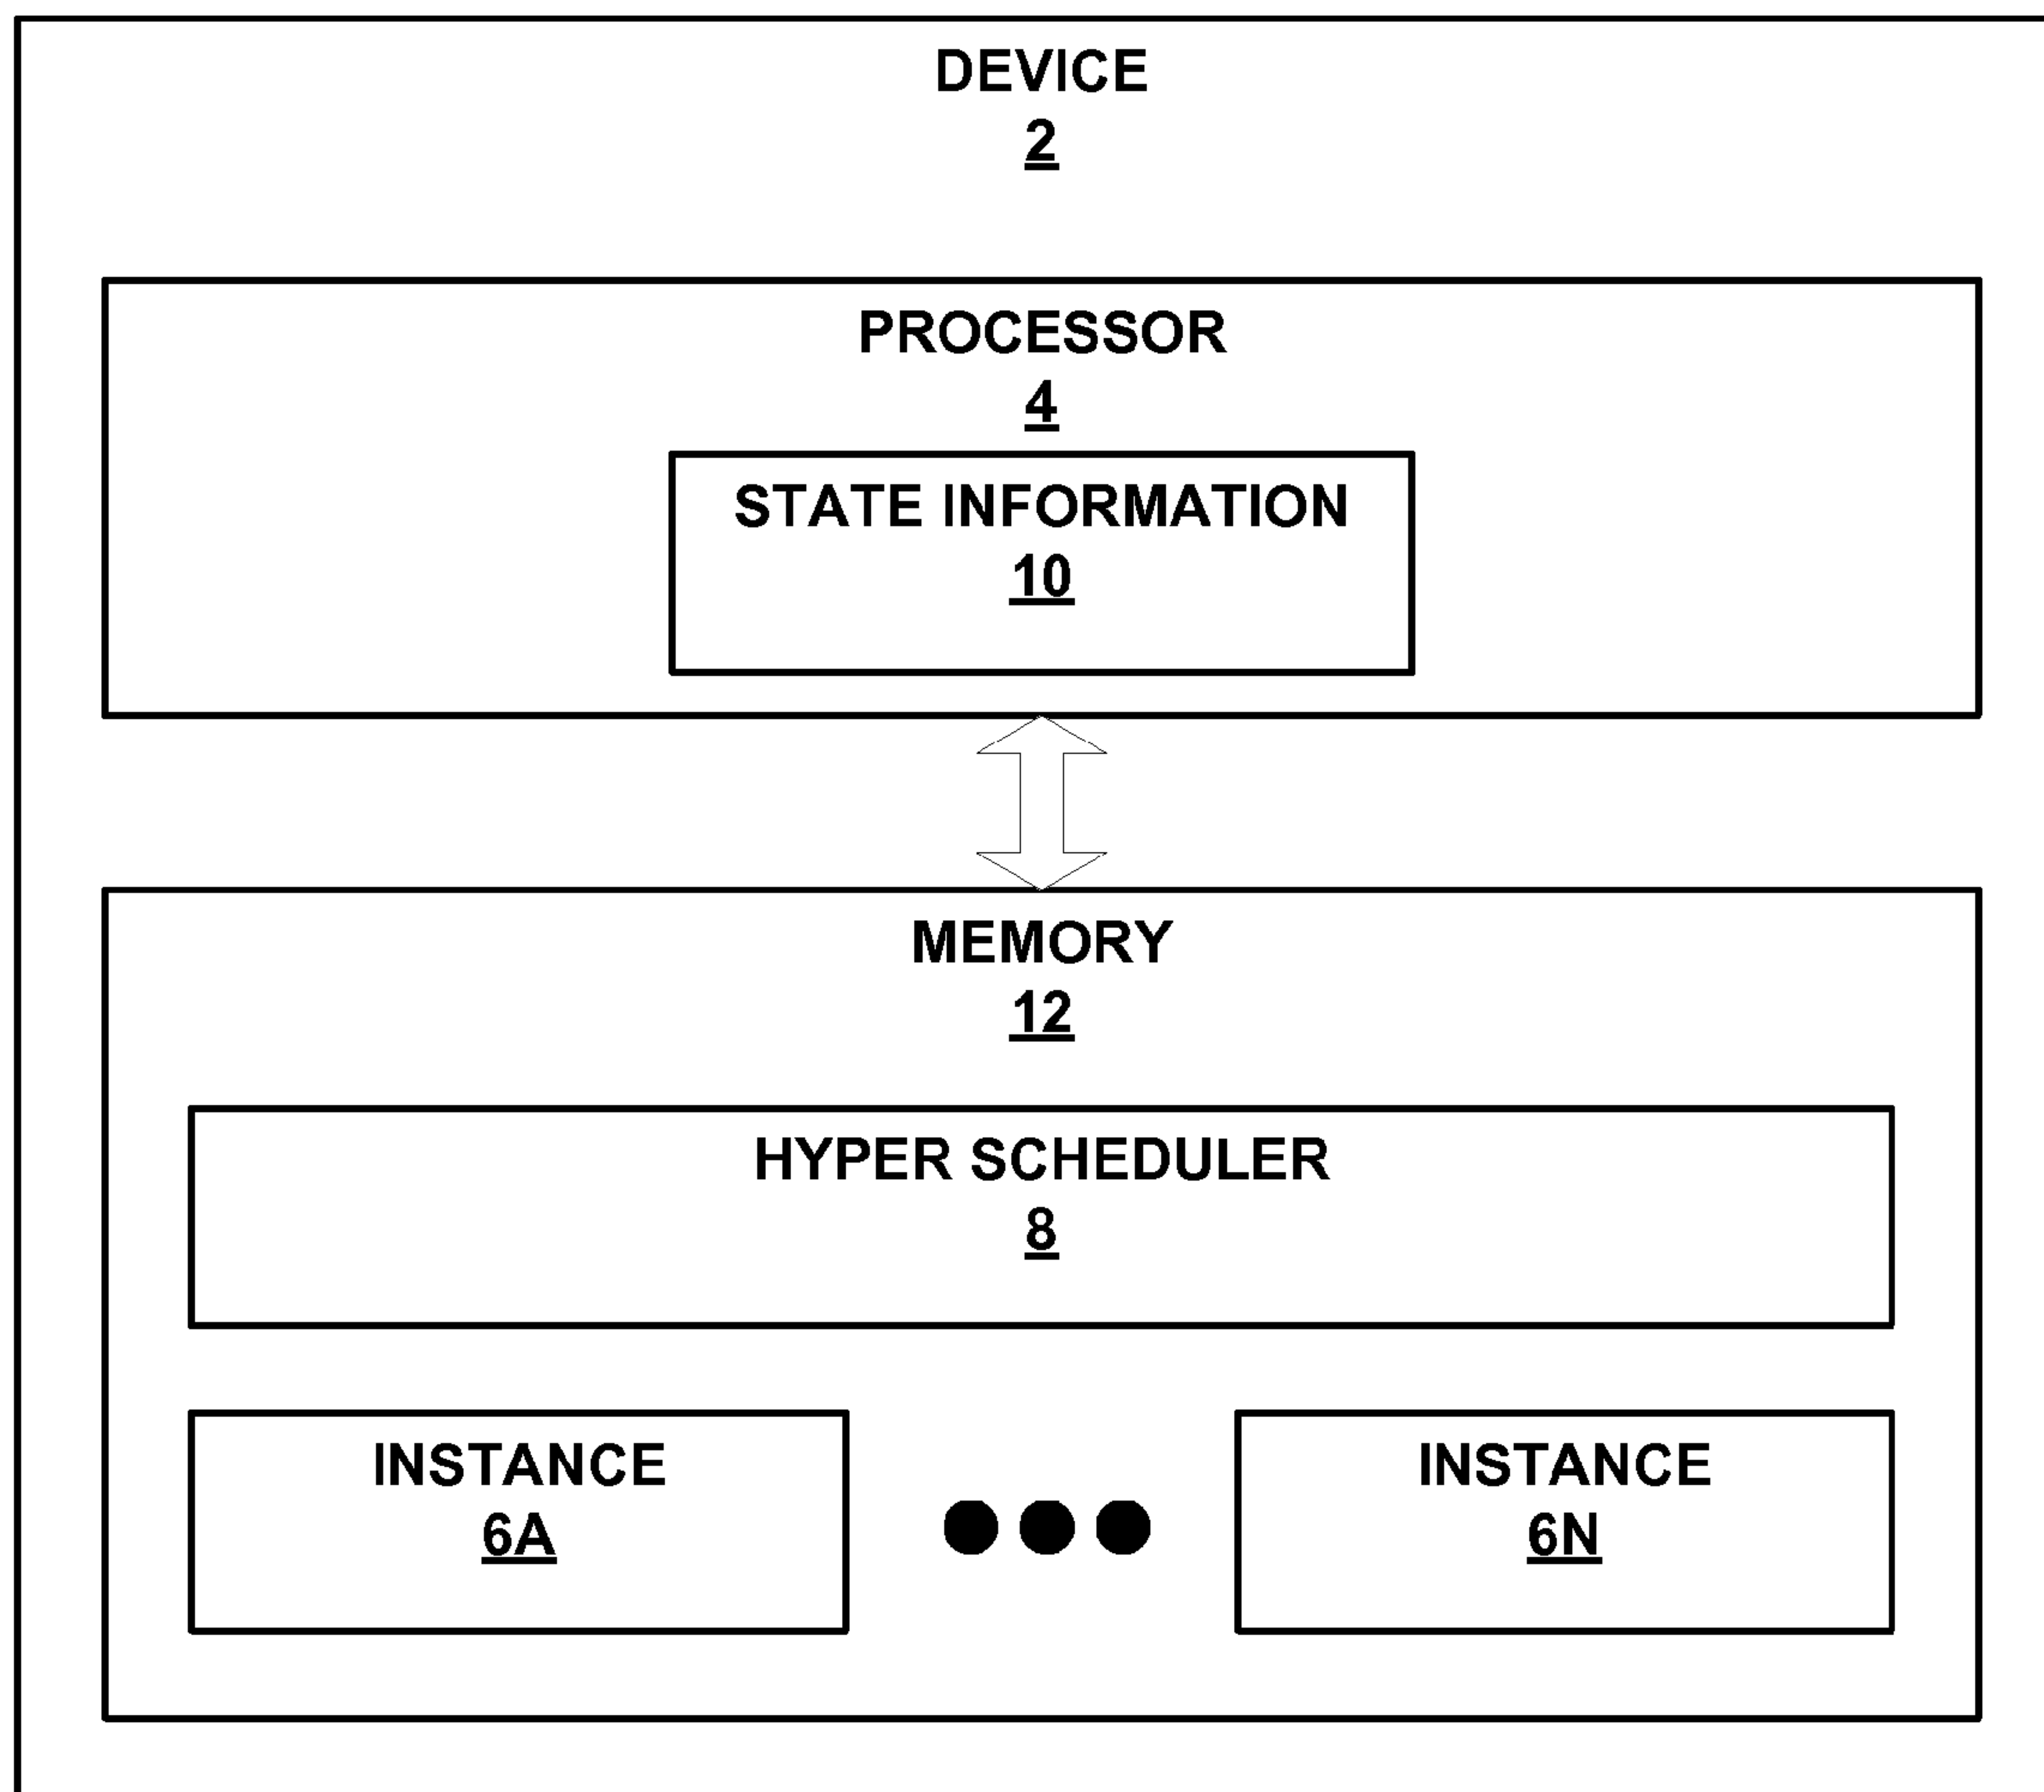 DEVICE
2
PROCESSOR
4
STATE INFORMATION
10
MEMORY
12
HYPER SCHEDULER
8
INSTANCE
6A
INSTANCE
6N